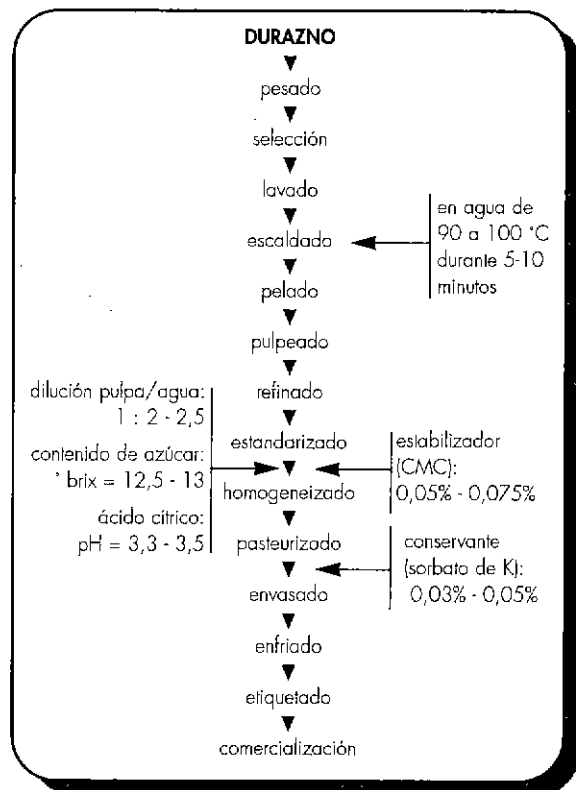 DURAZNO
pesado
selección
lavado
escaldado
en agua de
90 a 100 °C
durante 5-10
minutos
pelado
pulpeado
refinado
dilución pulpa/agua:
1 : 2 - 2,5
contenido de azúcar:
° brix = 12,5 - 13
ácido cítrico:
pH = 3,3 - 3,5
estandarizado
estabilizador
(CMC):
0,05% - 0,075%
homogeneizado
pasteurizado
conservante
(sorbato de K):
0,03% - 0,05%
envasado
enfriado
etiquetado
comercialización